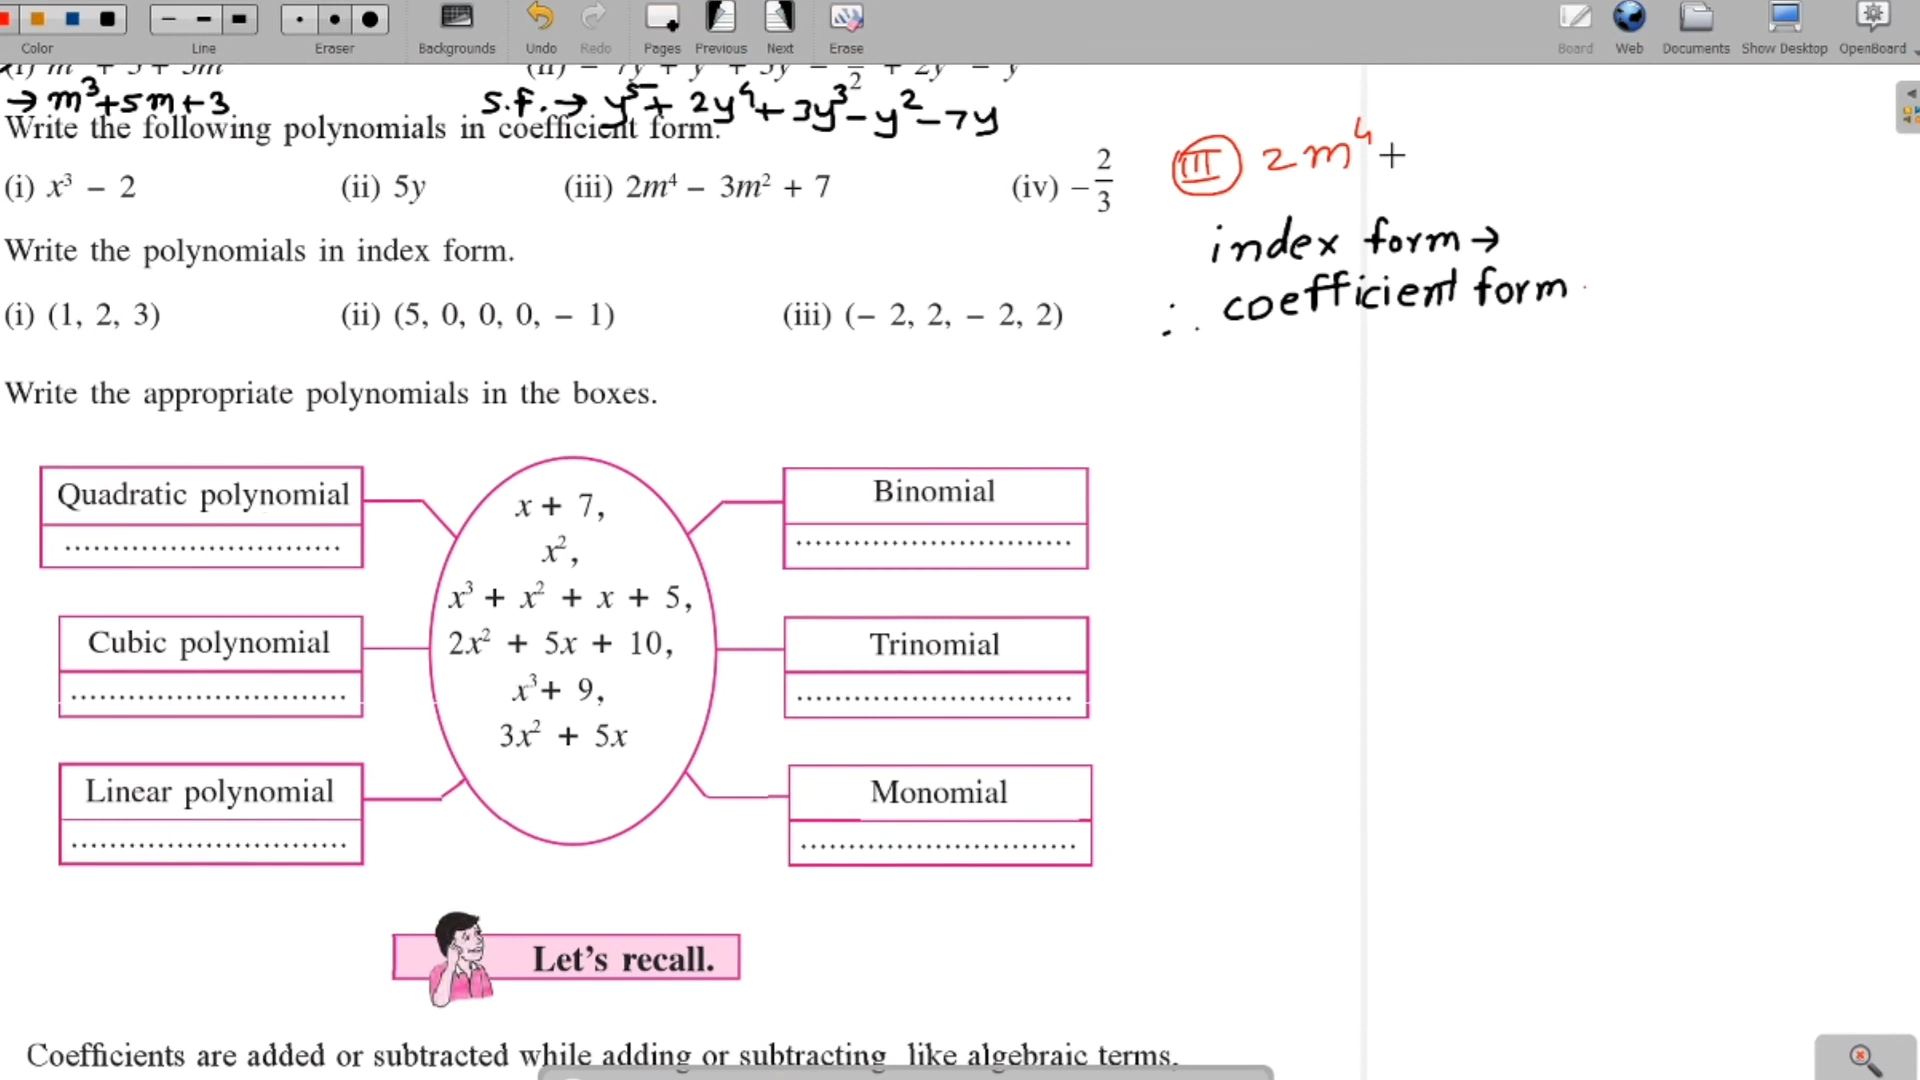 Color Line Eraser Backgrounds Undo Redo Pages Previous Next Erase Board Web Documents Show Desktop OpenBoard
→ m³+5m+3 s.f.→ y⁵+ 2y⁴+ 3y³-y²-7y
Write the following polynomials in coefficient form.
(i) x³ – 2 (ii) 5y (iii) 2m⁴ – 3m² + 7 (iv) –2/3
III 2m⁴
Write the polynomials in index form.
index form→
(i) (1, 2, 3) (ii) (5, 0, 0, 0, – 1) (iii) (– 2, 2, – 2, 2)
∴ coefficient form
Write the appropriate polynomials in the boxes.
Quadratic polynomial
..............................
Cubic polynomial
..............................
Linear polynomial
..............................
x + 7,
x²,
x³ + x² + x + 5,
2x² + 5x + 10,
x³+ 9,
3x² + 5x
Binomial
..............................
Trinomial
..............................
Monomial
..............................
Let’s recall.
Coefficients are added or subtracted while adding or subtracting like algebraic terms.